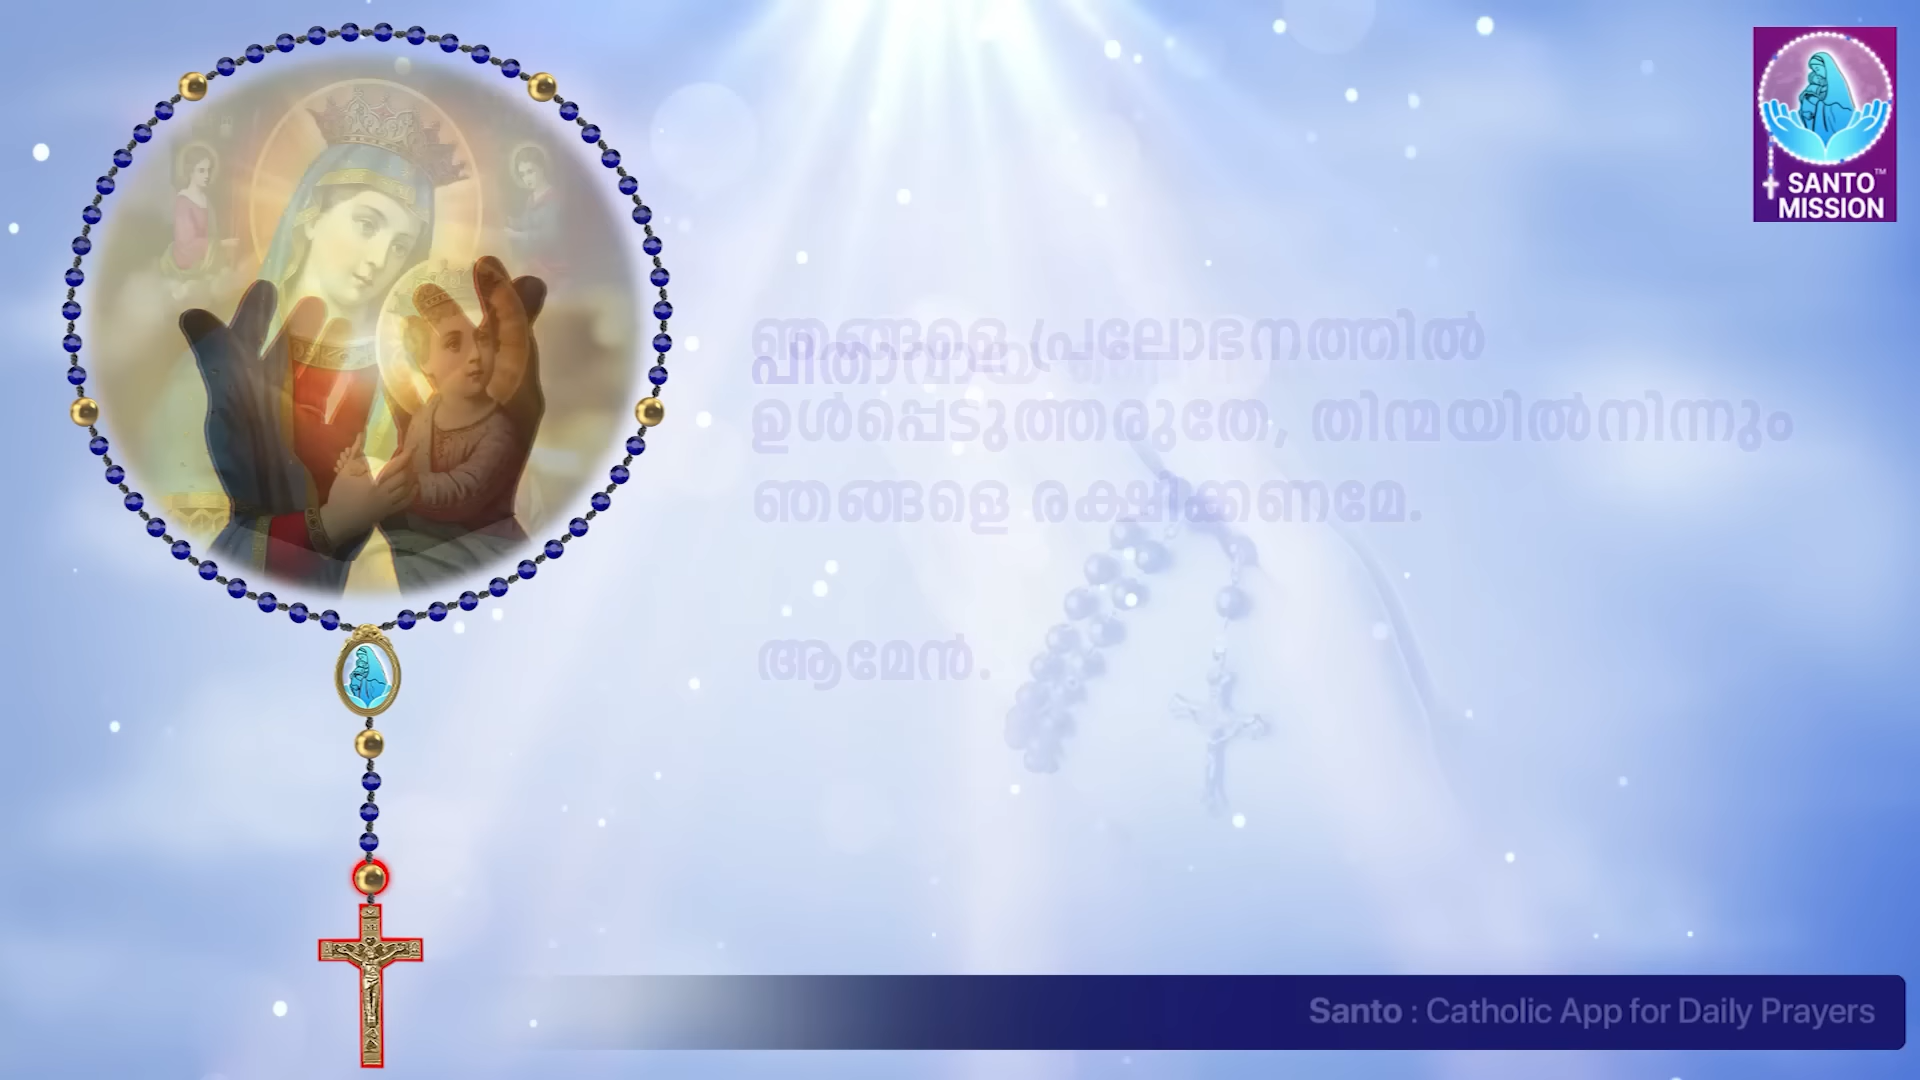 SANTO™
MISSION
ഞങ്ങളെ പ്രലോഭനത്തിൽ
പിതാവായ
ഉൾപ്പെടുത്തരുതേ, തിന്മയിൽനിന്നും
ഞങ്ങളെ രക്ഷിക്കണമേ.
ആമേൻ.
Santo : Catholic App for Daily Prayers